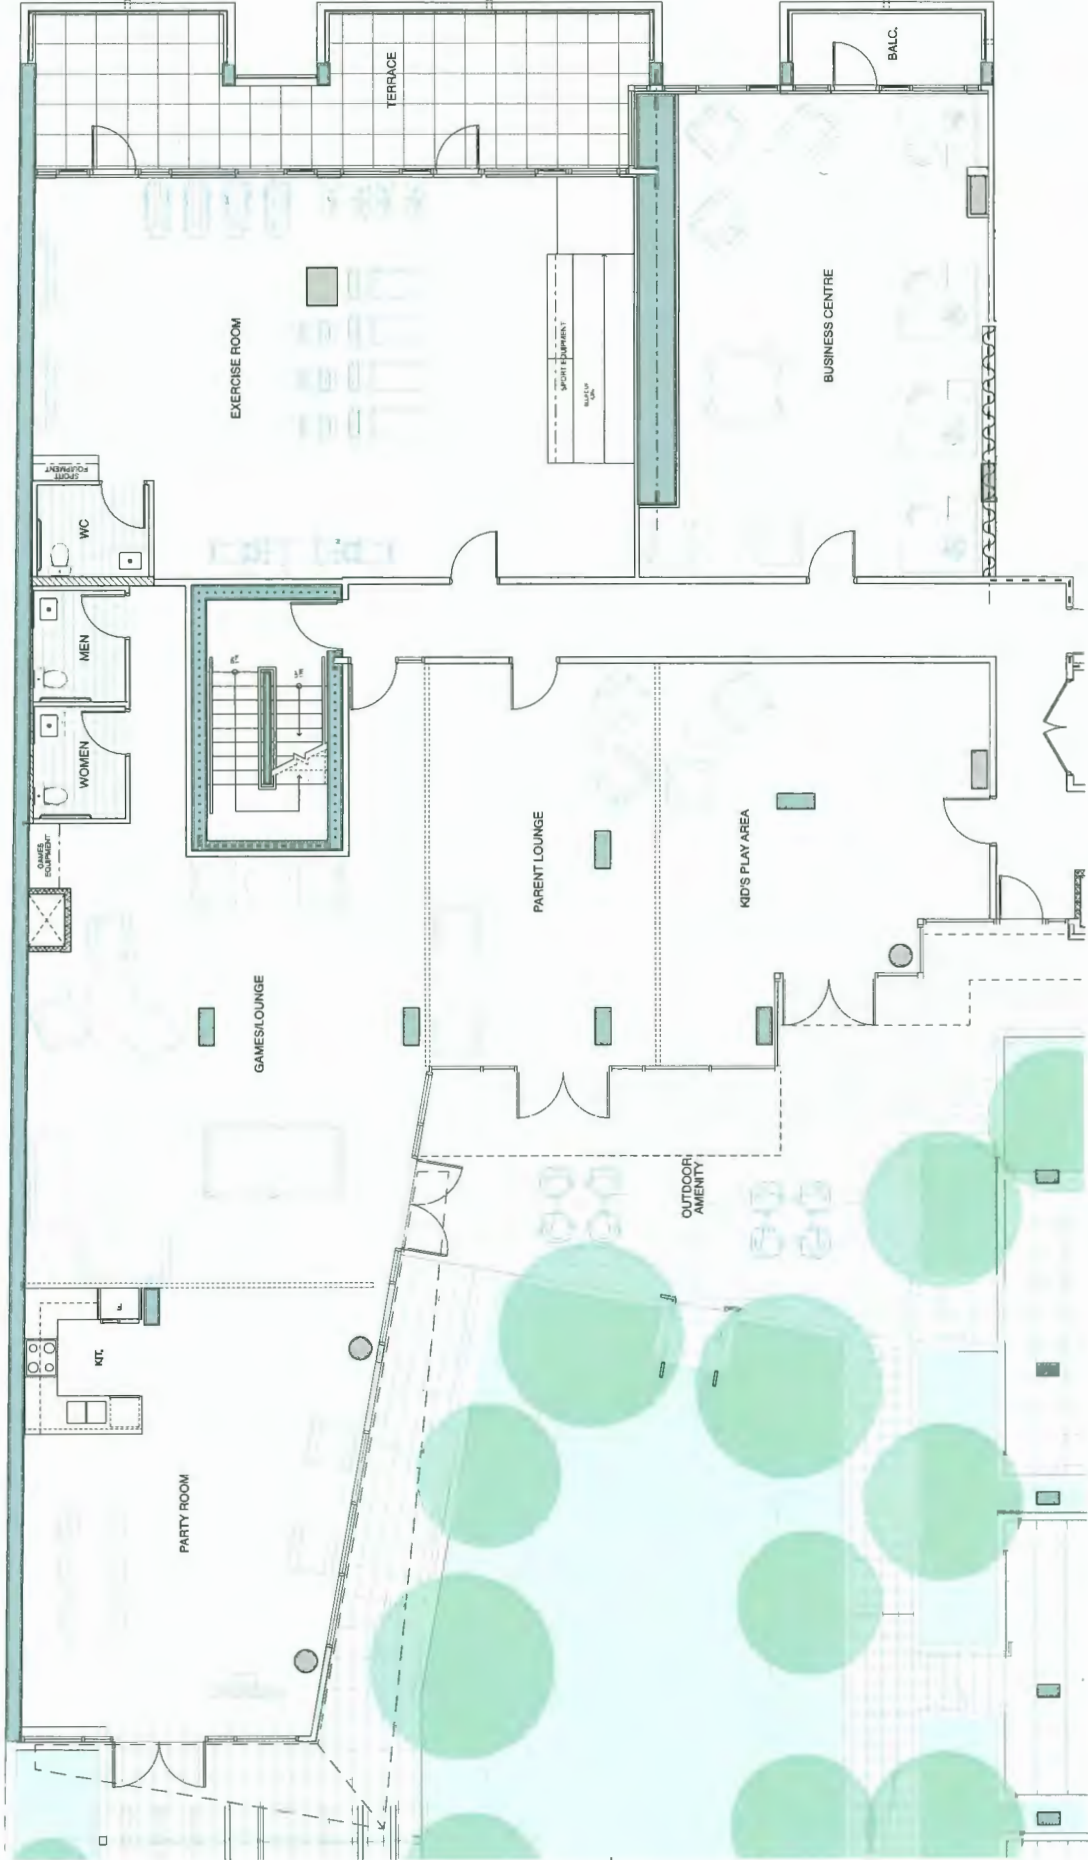 TERRACE
BALC.
EXERCISE ROOM
SPORT EQUIPMENT
BUSINESS CENTRE
SPORT
EQUIPMENT
WC
MEN
WOMEN
GAMES
EQUIPMENT
PARENT LOUNGE
KID'S PLAY AREA
GAMES/LOUNGE
OUTDOOR
AMENITY
KIT.
PARTY ROOM